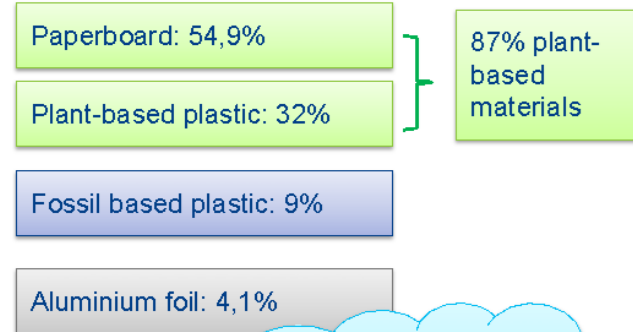 Paperboard: 54,9%
Plant-based plastic: 32%
87% plant-
based
materials
Fossil based plastic: 9%
Aluminium foil: 4,1%